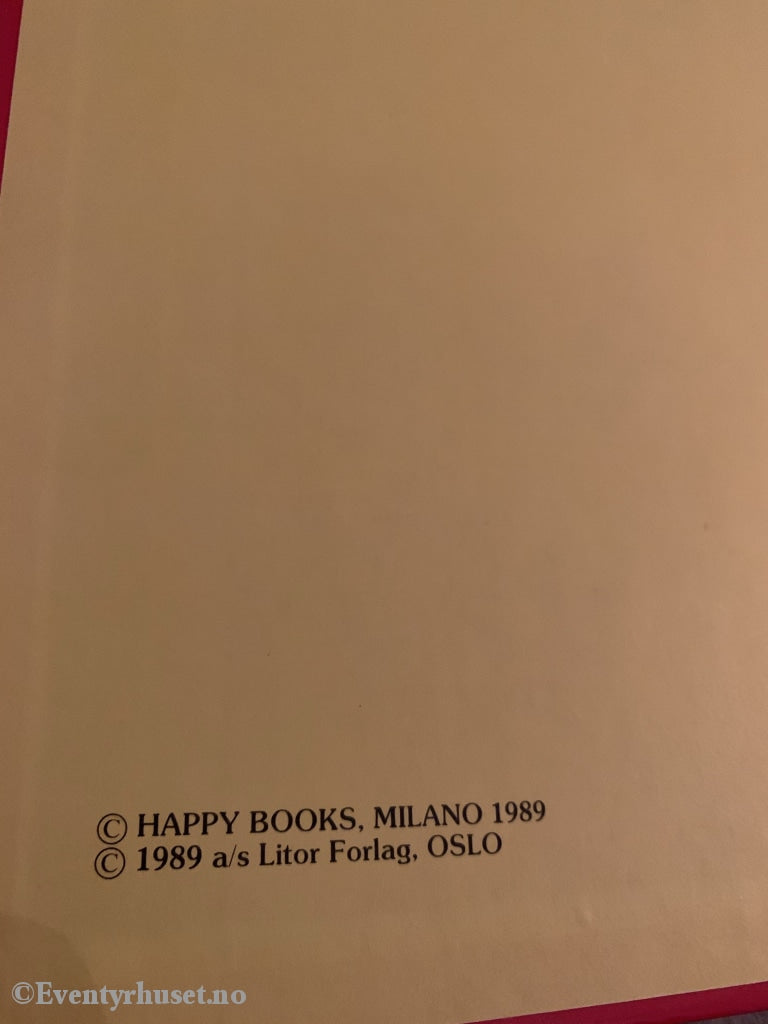 © HAPPY BOOKS, MILANO 1989
© 1989 a/s Litor Forlag, OSLO
©Eventyrhuset.no